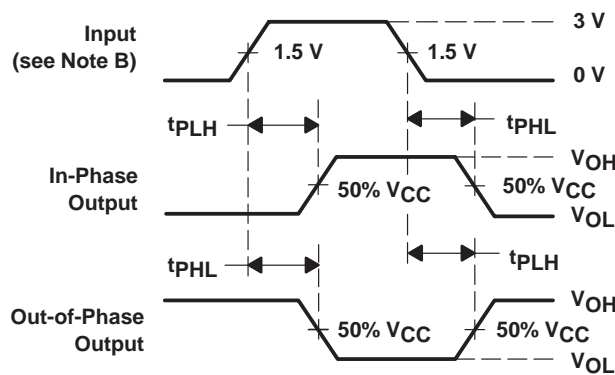 Input
(see Note B)
1.5 V
1.5 V
3 V
0 V
tPLH
tPHL
In-Phase
Output
50% VCC
50% VCC
VOH
VOL
tPHL
tPLH
Out-of-Phase
Output
50% VCC
50% VCC
VOH
VOL